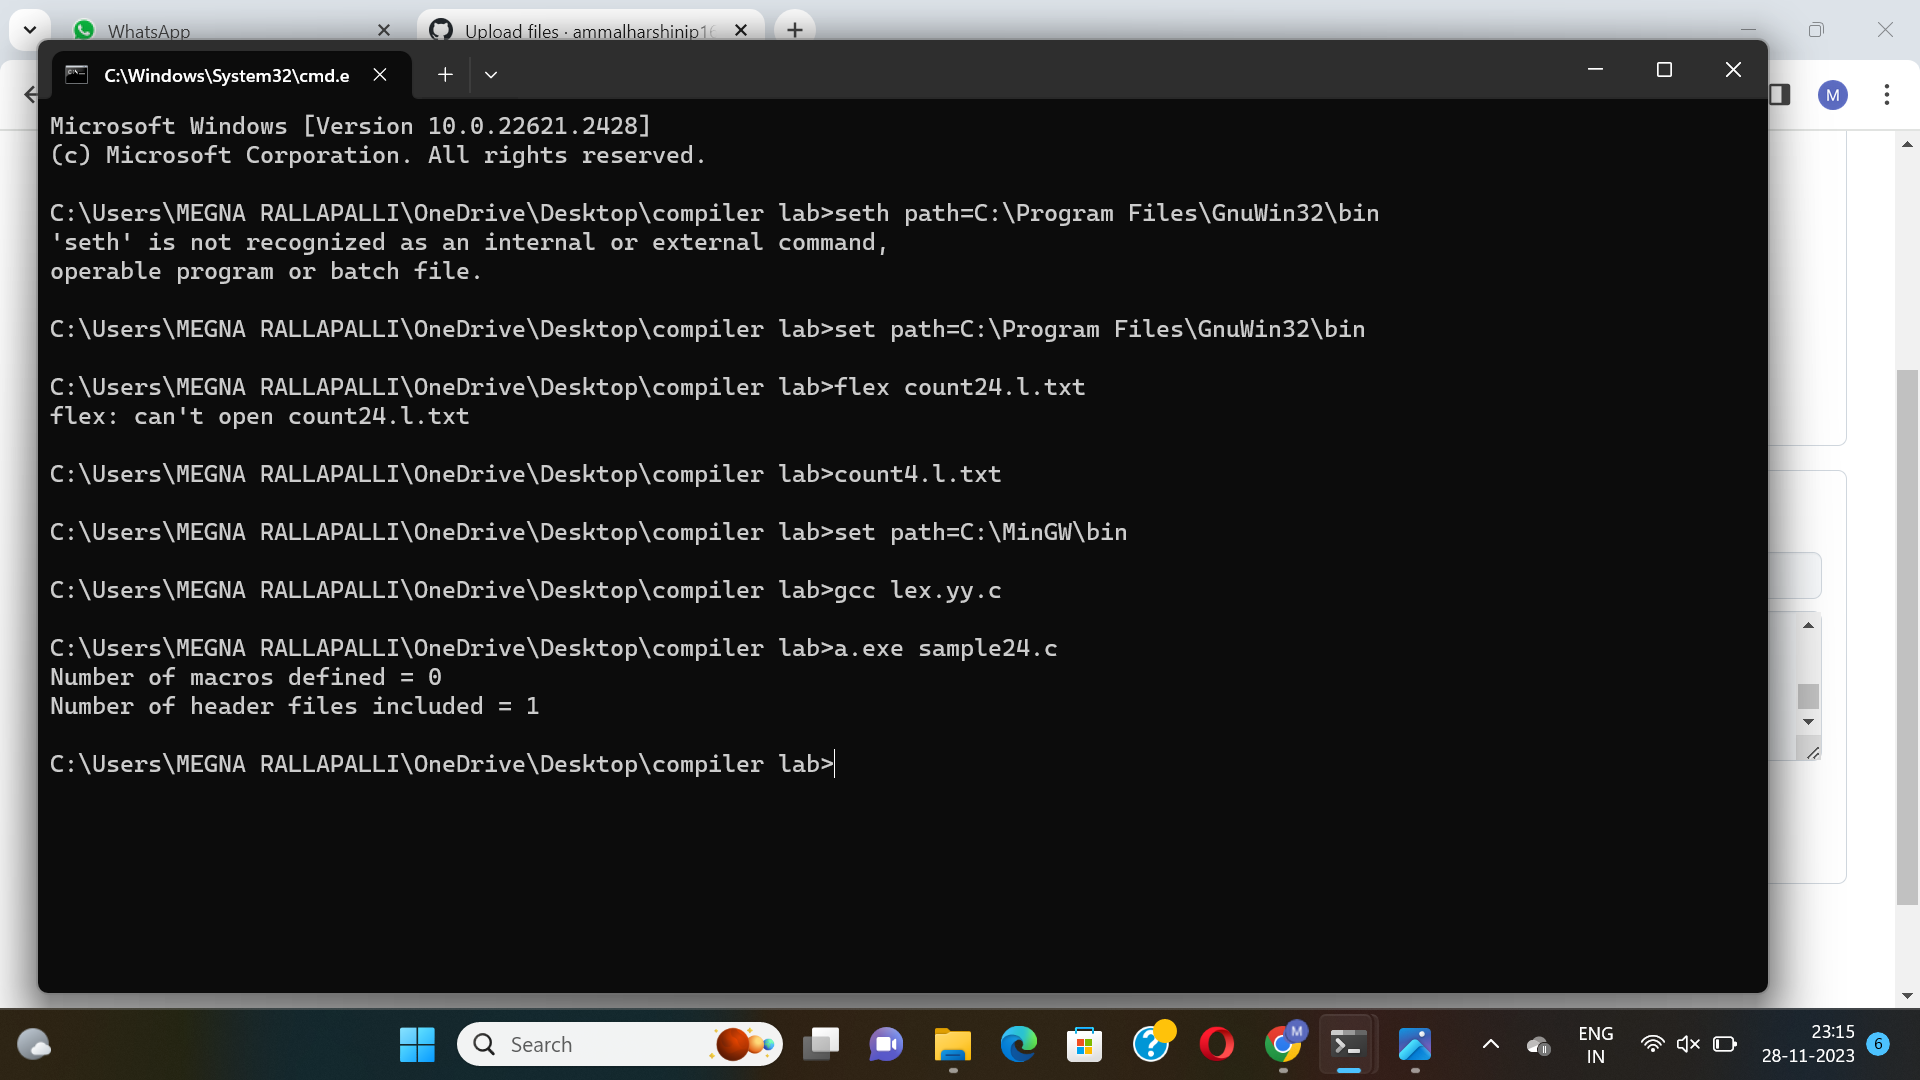 WhatsApp
Upload files · ammalharshinip16
C:\Windows\System32\cmd.e
M
Microsoft Windows [Version 10.0.22621.2428]
(c) Microsoft Corporation. All rights reserved.
C:\Users\MEGNA RALLAPALLI\OneDrive\Desktop\compiler lab>seth path=C:\Program Files\GnuWin32\bin
'seth' is not recognized as an internal or external command,
operable program or batch file.
C:\Users\MEGNA RALLAPALLI\OneDrive\Desktop\compiler lab>set path=C:\Program Files\GnuWin32\bin
C:\Users\MEGNA RALLAPALLI\OneDrive\Desktop\compiler lab>flex count24.l.txt
flex: can't open count24.l.txt
C:\Users\MEGNA RALLAPALLI\OneDrive\Desktop\compiler lab>count4.l.txt
C:\Users\MEGNA RALLAPALLI\OneDrive\Desktop\compiler lab>set path=C:\MinGW\bin
C:\Users\MEGNA RALLAPALLI\OneDrive\Desktop\compiler lab>gcc lex.yy.c
C:\Users\MEGNA RALLAPALLI\OneDrive\Desktop\compiler lab>a.exe sample24.c
Number of macros defined = 0
Number of header files included = 1
C:\Users\MEGNA RALLAPALLI\OneDrive\Desktop\compiler lab>
Search
M
ENG
IN
23:15
28-11-2023
6